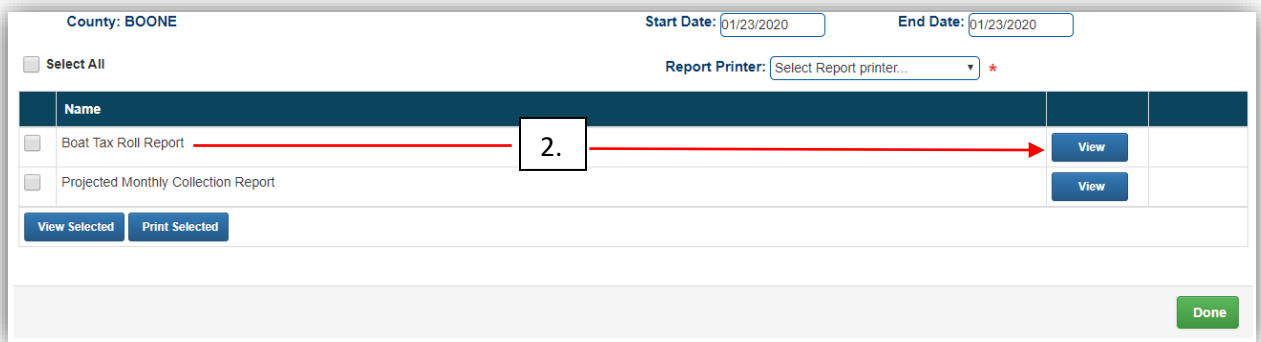 County: BOONE Start Date: 01/23/2020 End Date: 01/23/2020
Select All Report Printer: Select Report printer... *
Name
Boat Tax Roll Report 2. View
Projected Monthly Collection Report View
View Selected Print Selected
Done